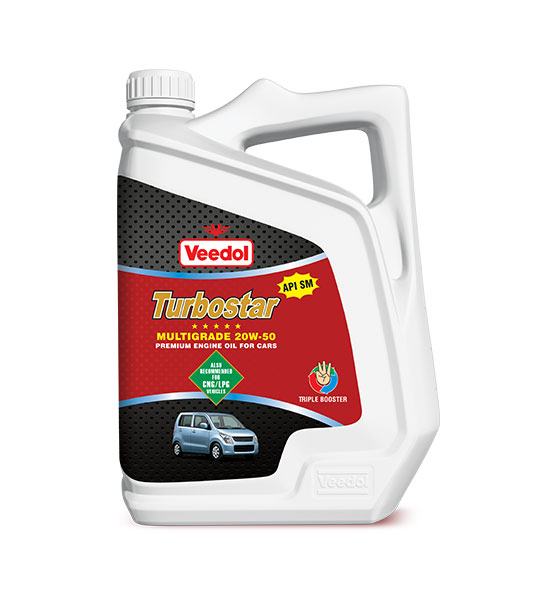 Veedol
Turbostar
API SM
MULTIGRADE 20W-50
PREMIUM ENGINE OIL FOR CARS
ALSO
RECOMMENDED
FOR
CNG/LPG
VEHICLES
TRIPLE BOOSTER
Veedol